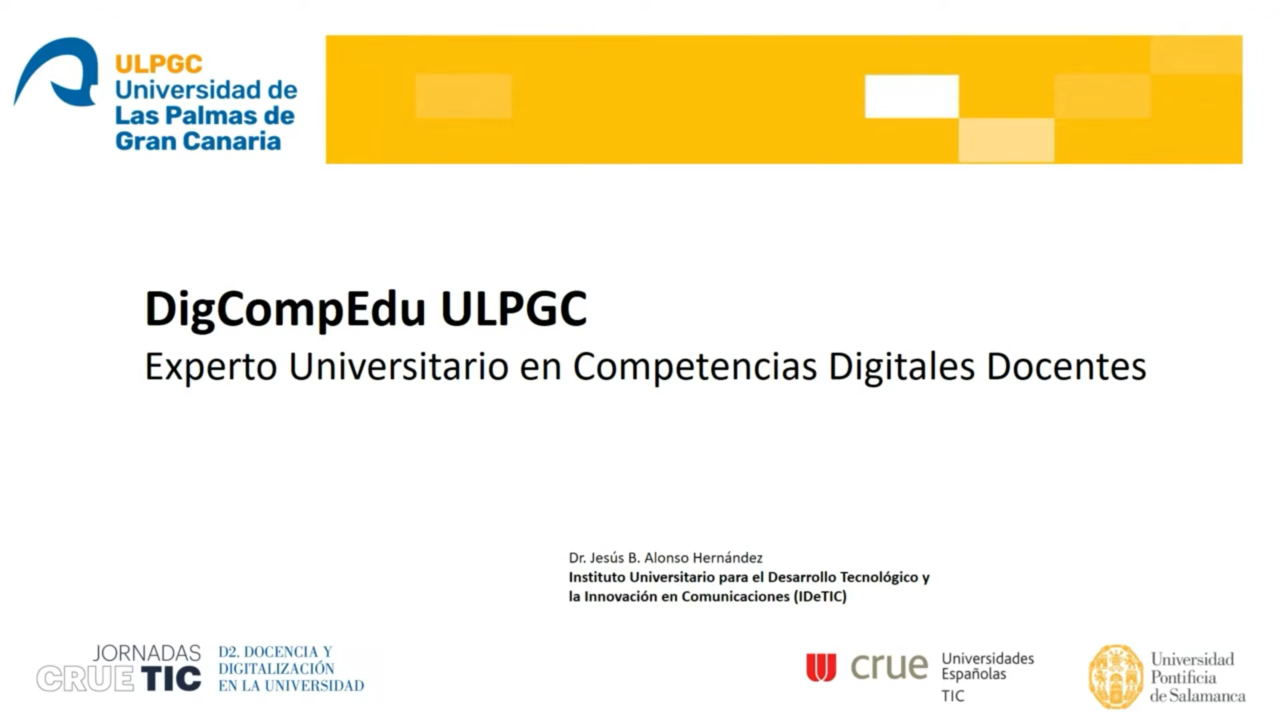 ULPGC
Universidad de
Las Palmas de
Gran Canaria
DigCompEdu ULPGC
Experto Universitario en Competencias Digitales Docentes
Dr. Jesús B. Alonso Hernández
Instituto Universitario para el Desarrollo Tecnológico y
la Innovación en Comunicaciones (IDeTIC)
JORNADAS
CRUE TIC
D2. DOCENCIA Y
DIGITALIZACIÓN
EN LA UNIVERSIDAD
crue
Universidades
Españolas
TIC
Universidad
Pontificia
de Salamanca